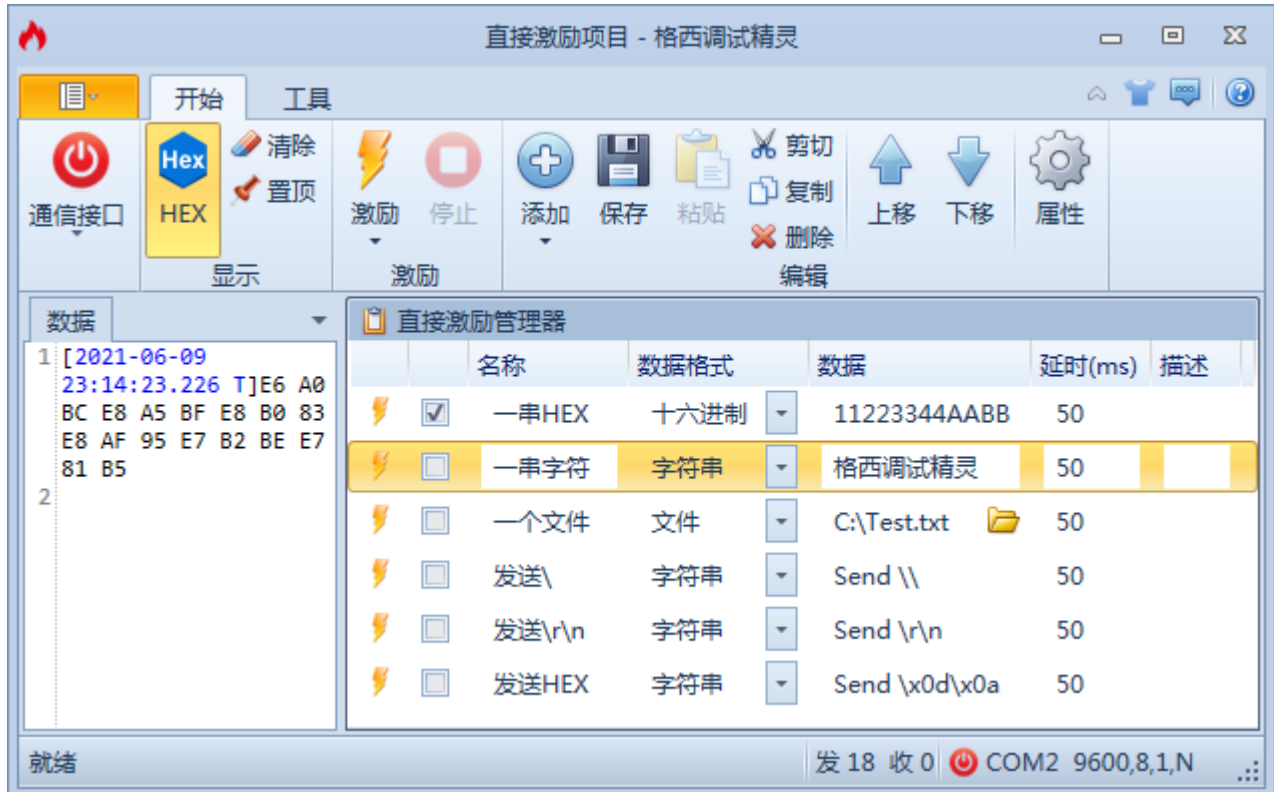 直接激励项目 - 格西调试精灵
开始 工具
通信接口 Hex HEX 清除 置顶 激励 停止 添加 保存 粘贴 剪切 复制 删除 上移 下移 属性
显示 激励 编辑
数据
1 [2021-06-09
23:14:23.226 T]E6 A0
BC E8 A5 BF E8 B0 83
E8 AF 95 E7 B2 BE E7
81 B5
2
直接激励管理器
名称 数据格式 数据 延时(ms) 描述
一串HEX 十六进制 11223344AABB 50
一串字符 字符串 格西调试精灵 50
一个文件 文件 C:\Test.txt 50
发送\ 字符串 Send \\ 50
发送\r\n 字符串 Send \r\n 50
发送HEX 字符串 Send \x0d\x0a 50
就绪 发 18 收 0 COM2 9600,8,1,N